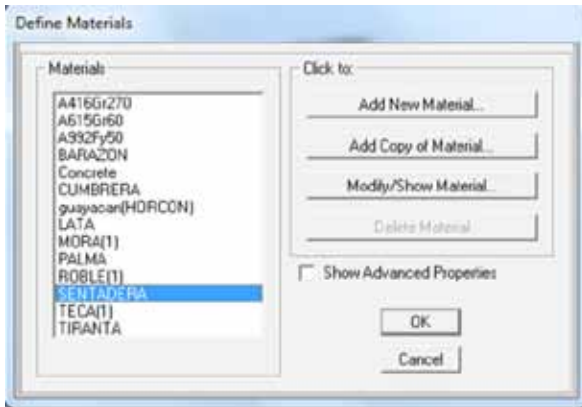 Define Materials
Materials
A416Gr270
A615Gr60
A992Fy50
BARAZON
Concrete
CUMBRERA
guayacan(HORCON)
LATA
MORA(1)
PALMA
ROBLE(1)
SENTADERA
TECA(1)
TIRANTA
Click to:
Add New Material...
Add Copy of Material...
Modify/Show Material...
Delete Material
Show Advanced Properties
OK
Cancel